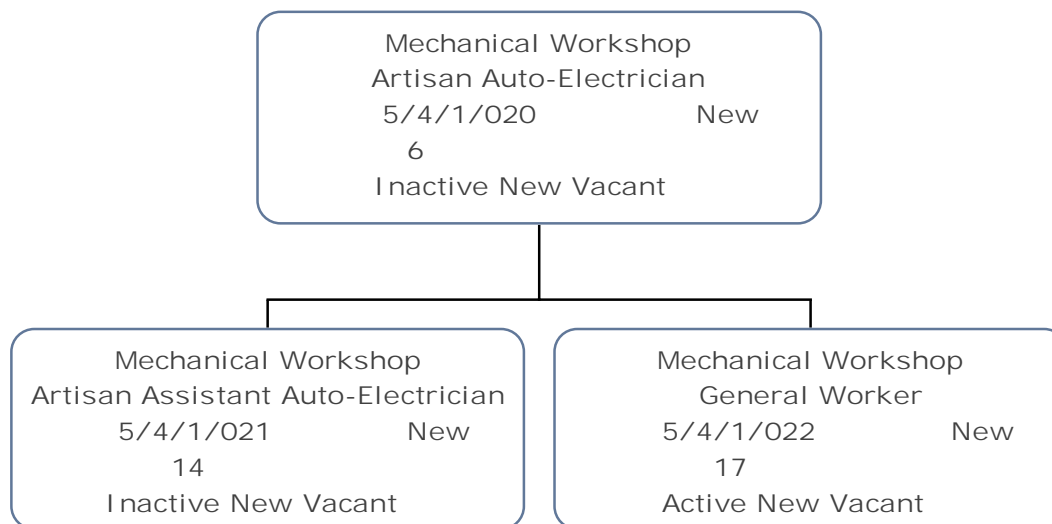 Mechanical Workshop
Artisan Auto-Electrician
5/4/1/020 New
6
Inactive New Vacant
Mechanical Workshop
Artisan Assistant Auto-Electrician
5/4/1/021 New
14
Inactive New Vacant
Mechanical Workshop
General Worker
5/4/1/022 New
17
Active New Vacant